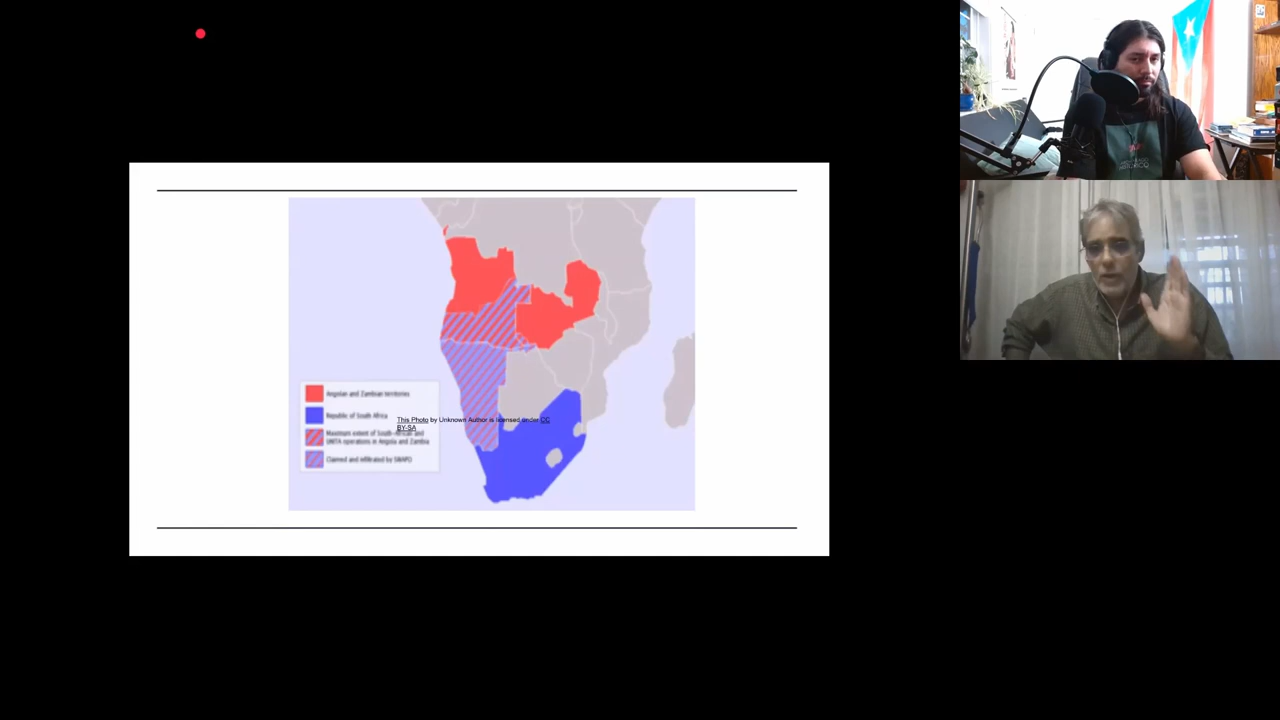 Angolan and Zambian territories
Republic of South Africa
This Photo by Unknown Author is licensed under CC
BY-SA
Maximum extent of South-African and
UNITA operations in Angola and Zambia
Claimed and infiltrated by SWAPO